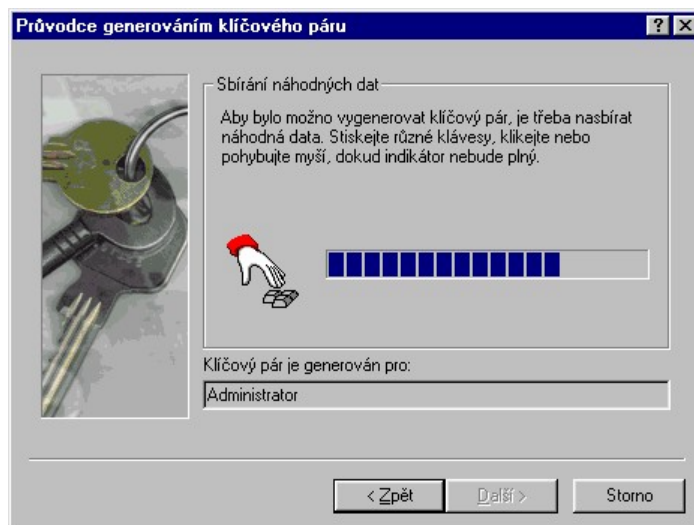 Průvodce generováním klíčového páru
Sbírání náhodných dat
Aby bylo možno vygenerovat klíčový pár, je třeba nasbírat
náhodná data. Stiskejte různé klávesy, klikejte nebo
pohybujte myší, dokud indikátor nebude plný.
Klíčový pár je generován pro:
Administrator
< Zpět
Další >
Storno